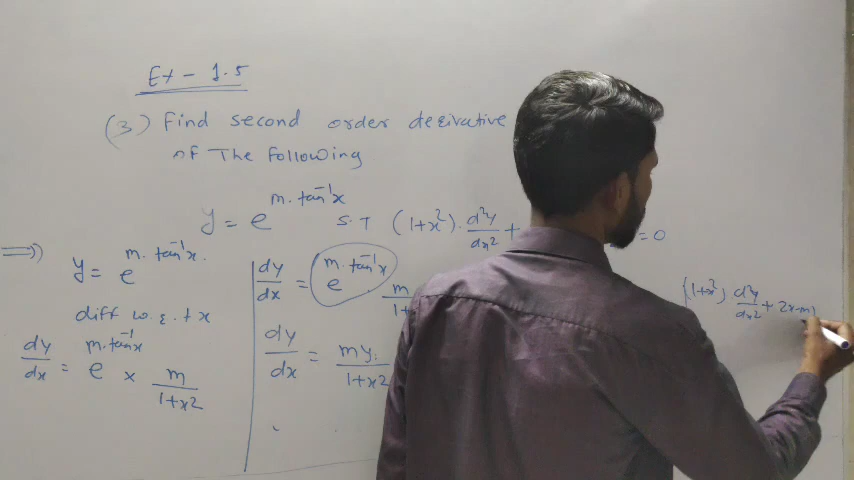 Ex - 1.5
(3) Find second order derivative
of The following
y = e^{m.tan⁻¹x} S.T (1+x²).d²y/dx² + = 0
⇒) y = e^{m.tan⁻¹x}.
diff w.r.t x
dy/dx = e^{m.tan⁻¹x} × m/1+x²
dy/dx = e^{m.tan⁻¹x} m/1+
dy/dx = my/1+x2
(1+x²) d²y/dx2 + 2x-m